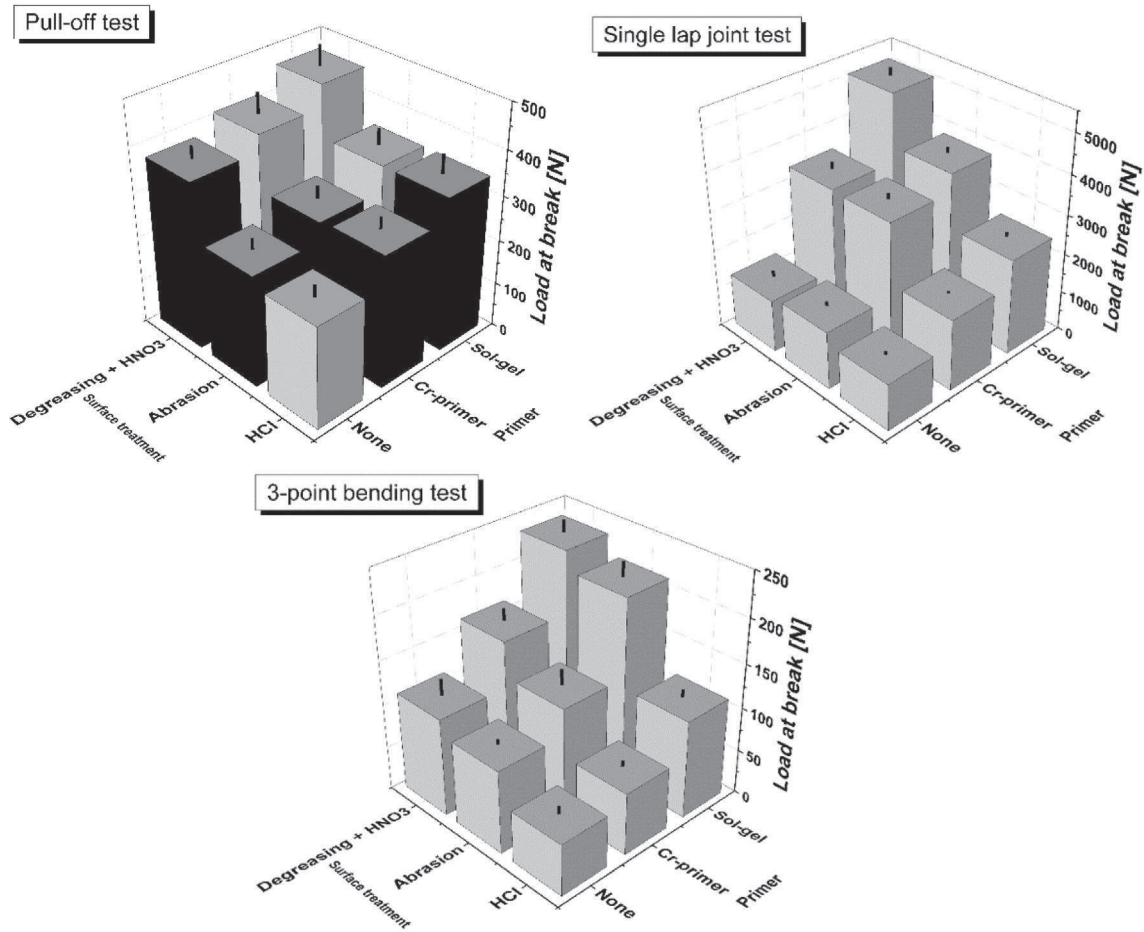 Pull-off test
500
400
300
200
100
0
Load at break [N]
Degreasing + HNO3
Abrasion
HCl
Surface treatment
None
Cr-primer
Sol-gel
Primer
Single lap joint test
5000
4000
3000
2000
1000
0
Load at break [N]
Degreasing + HNO3
Abrasion
HCl
Surface treatment
None
Cr-primer
Sol-gel
Primer
3-point bending test
250
200
150
100
50
0
Load at break [N]
Degreasing + HNO3
Abrasion
HCl
Surface treatment
None
Cr-primer
Sol-gel
Primer